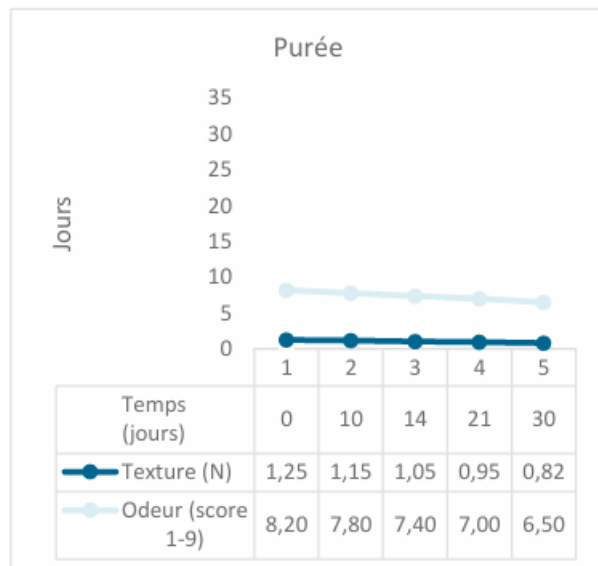 Purée
35
30
25
20
15
10
5
0
Jours
1 2 3 4 5
Temps (jours) 0 10 14 21 30
Texture (N) 1,25 1,15 1,05 0,95 0,82
Odeur (score 1-9) 8,20 7,80 7,40 7,00 6,50